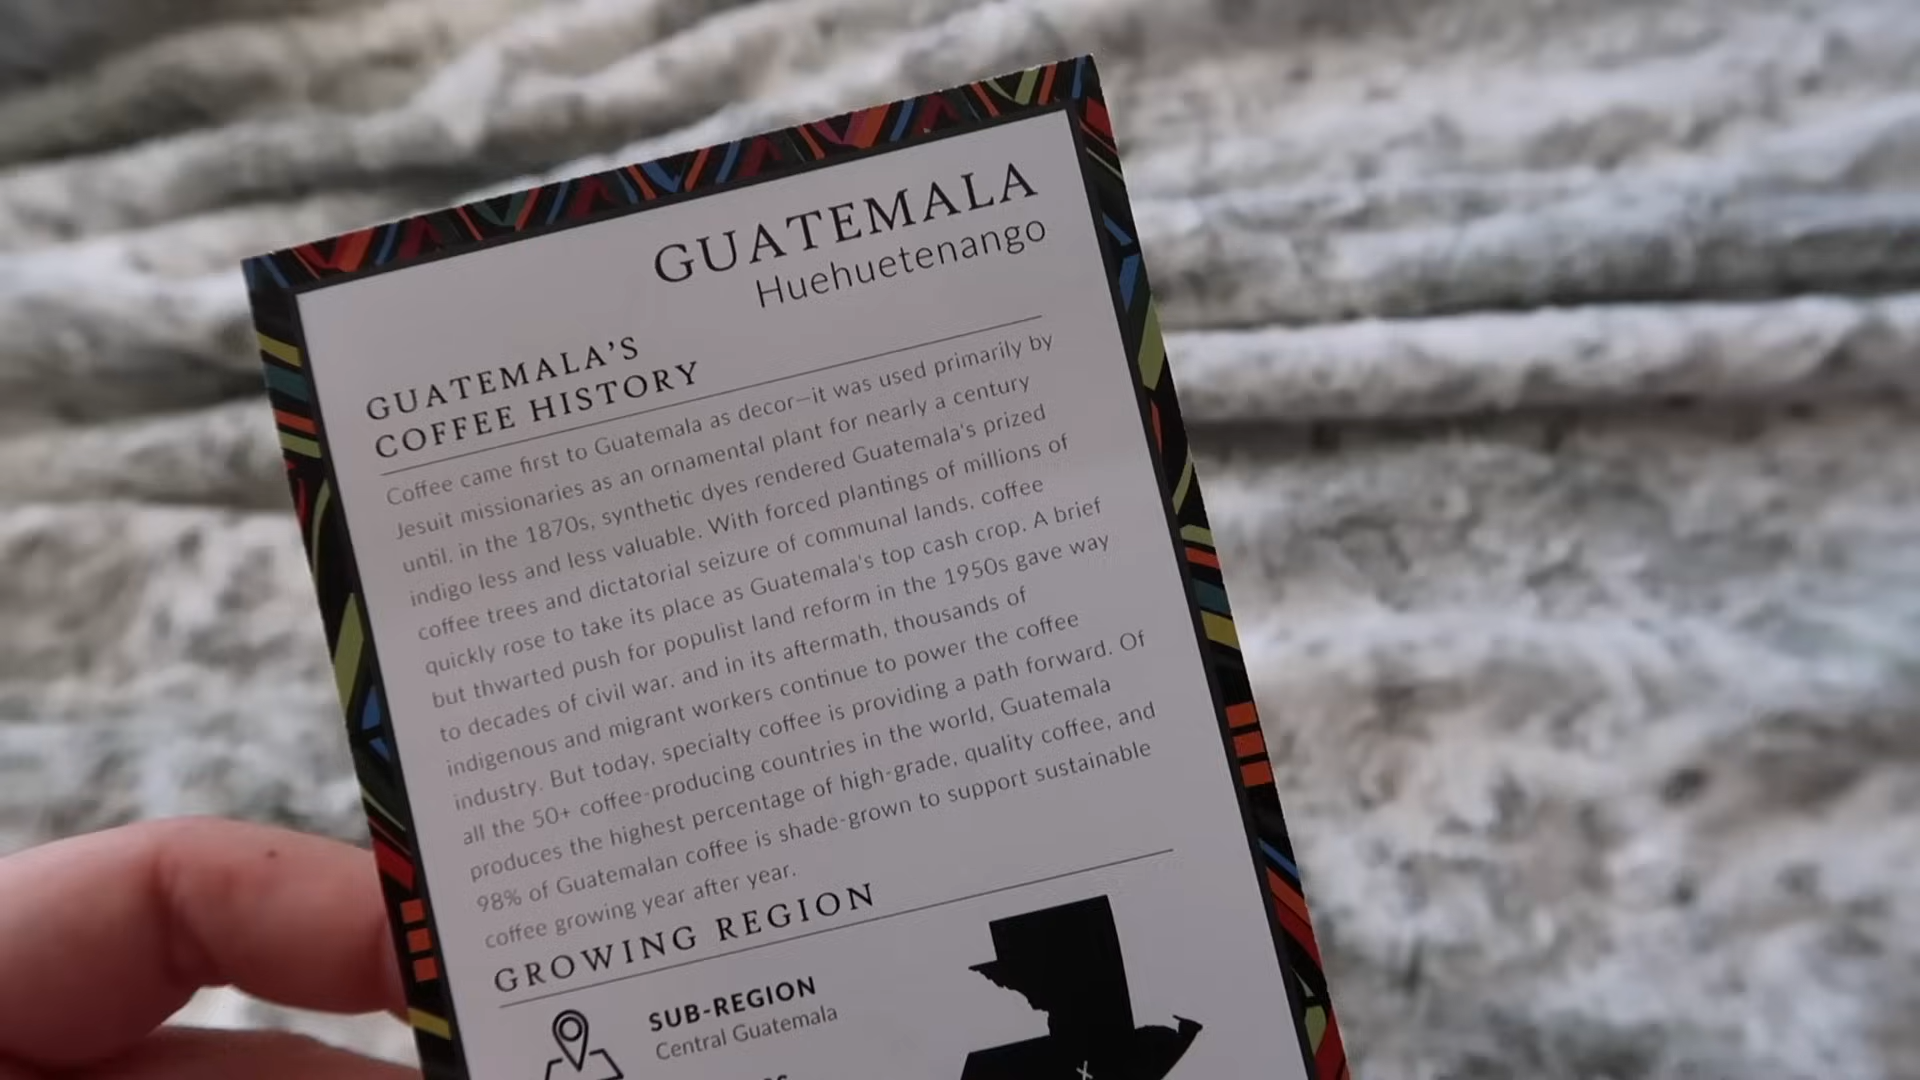 GUATEMALA
Huehuetenango
GUATEMALA'S
COFFEE HISTORY
Coffee came first to Guatemala as decor—it was used primarily by
Jesuit missionaries as an ornamental plant for nearly a century
until, in the 1870s, synthetic dyes rendered Guatemala's prized
indigo less and less valuable. With forced plantings of millions of
coffee trees and dictatorial seizure of communal lands, coffee
quickly rose to take its place as Guatemala's top cash crop. A brief
but thwarted push for populist land reform in the 1950s gave way
to decades of civil war, and in its aftermath, thousands of
indigenous and migrant workers continue to power the coffee
industry. But today, specialty coffee is providing a path forward. Of
all the 50+ coffee-producing countries in the world, Guatemala
produces the highest percentage of high-grade, quality coffee, and
98% of Guatemalan coffee is shade-grown to support sustainable
coffee growing year after year.
GROWING REGION
SUB-REGION
Central Guatemala